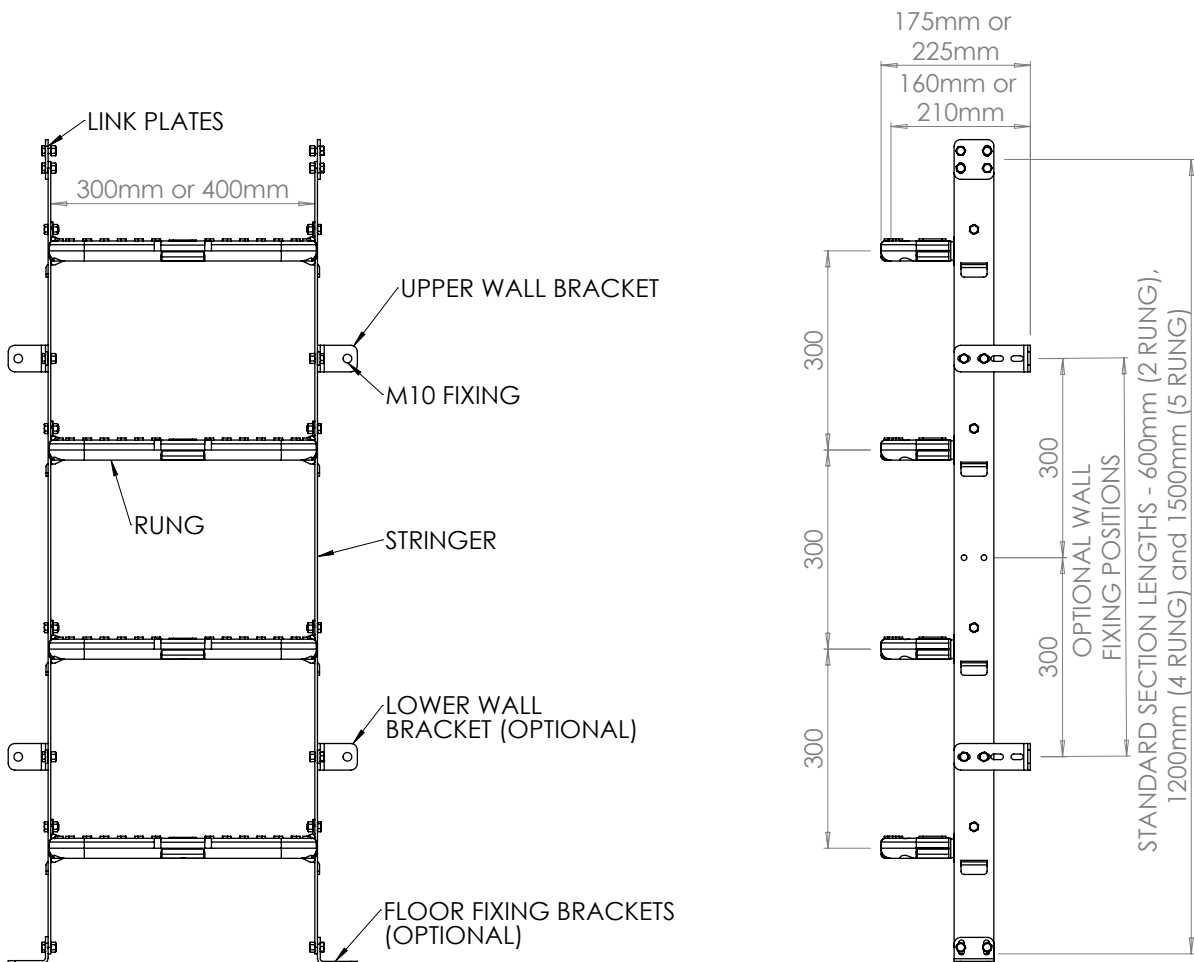 175mm or
225mm
160mm or
210mm
LINK PLATES
300mm or 400mm
UPPER WALL BRACKET
M10 FIXING
RUNG
STRINGER
LOWER WALL
BRACKET (OPTIONAL)
FLOOR FIXING BRACKETS
(OPTIONAL)
300
300
300
300
300
OPTIONAL WALL
FIXING POSITIONS
STANDARD SECTION LENGTHS - 600mm (2 RUNG),
1200mm (4 RUNG) and 1500mm (5 RUNG)